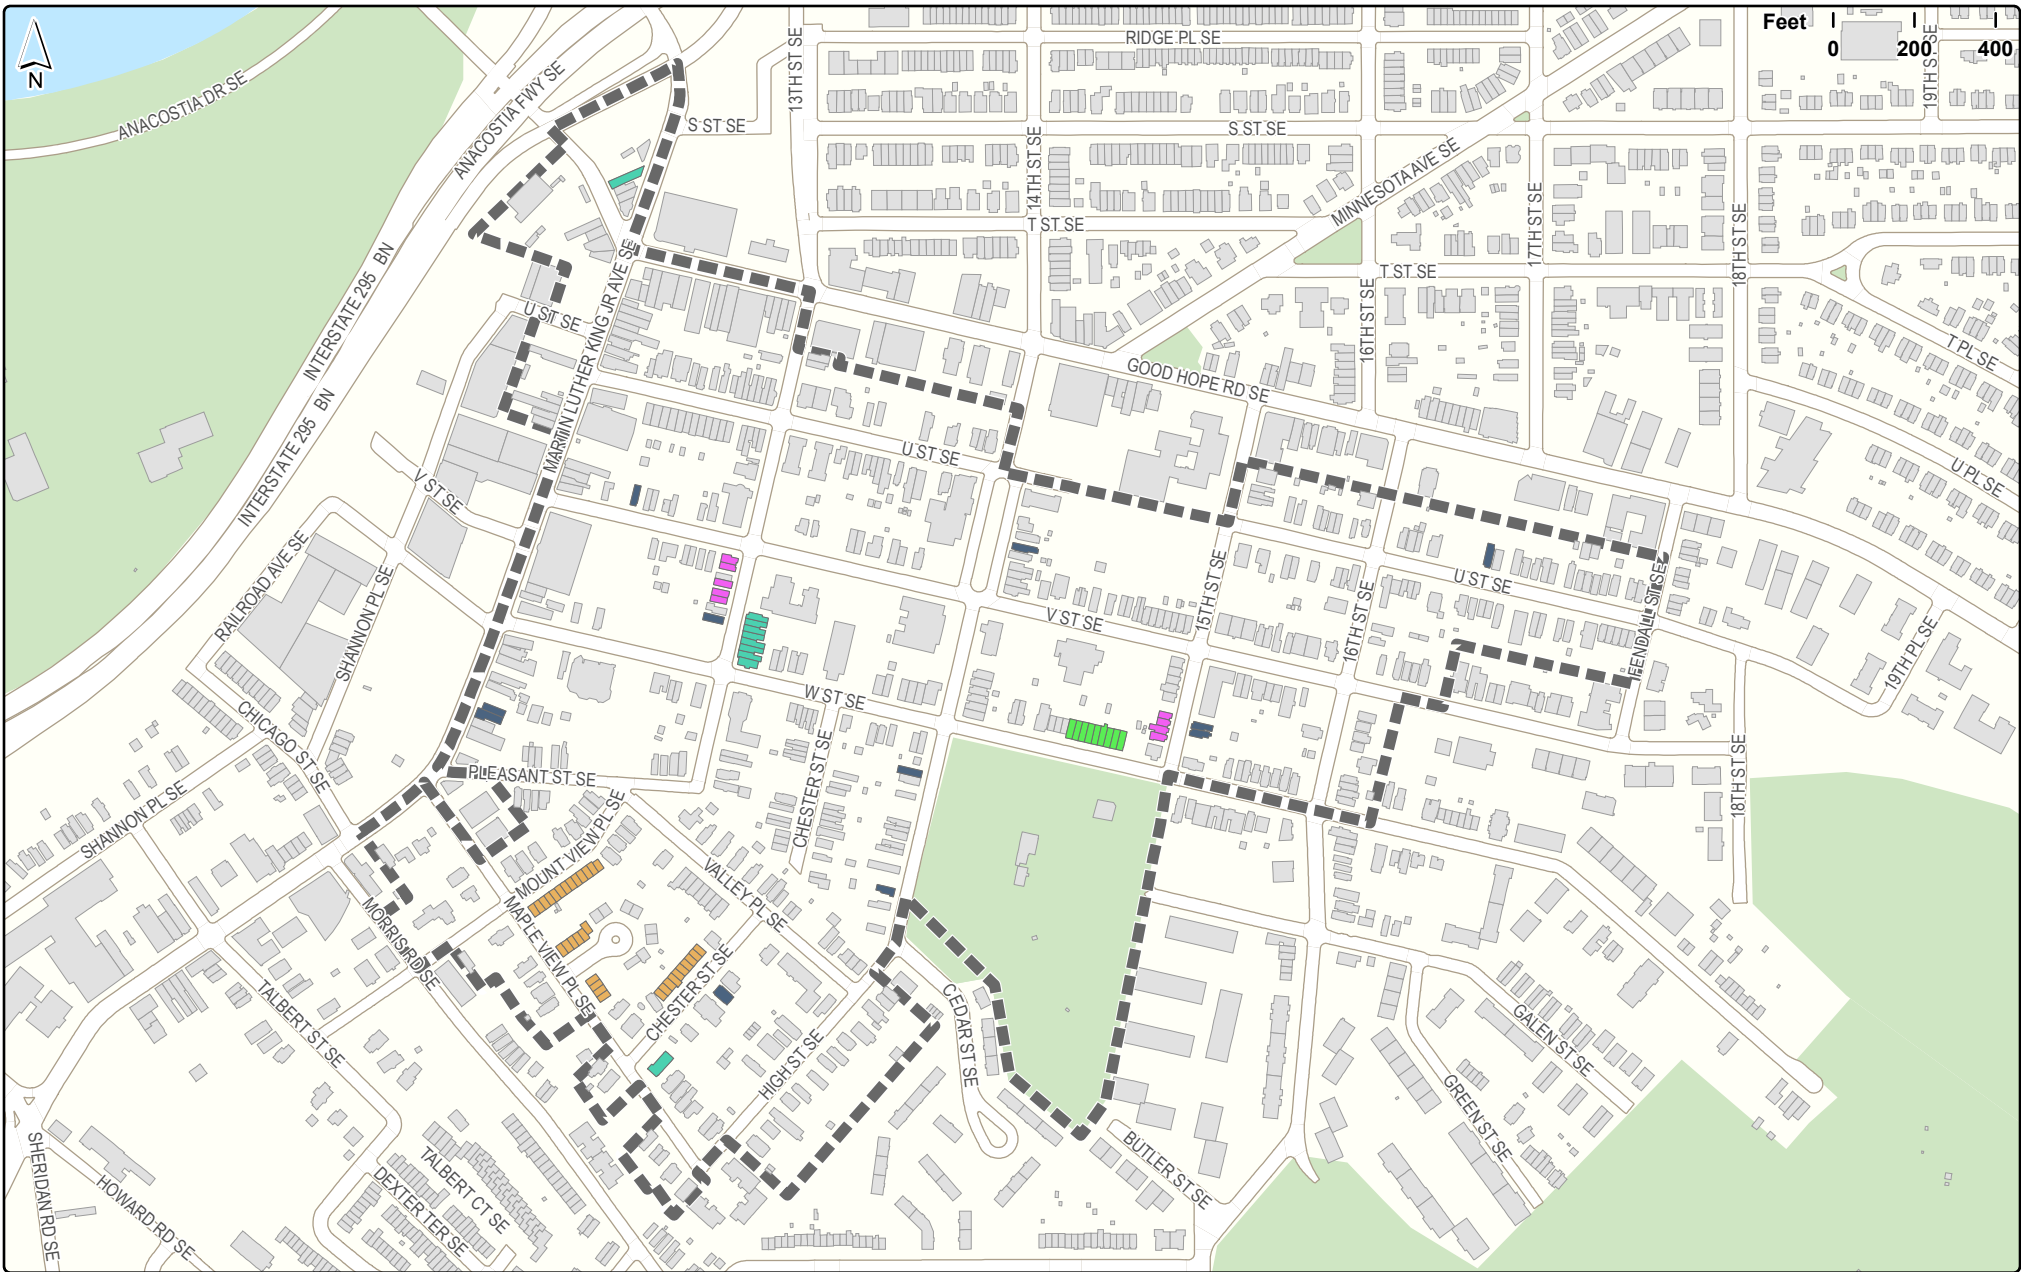 RIDGE PL SE
Feet
0 200 400
19TH ST SE
13TH ST SE
ANACOSTIA DR SE
ANACOSTIA FWY SE
S ST SE
S ST SE
14TH ST SE
MINNESOTA AVE SE
17TH ST SE
18TH ST SE
T ST SE
T ST SE
INTERSTATE 295 BN
MARTIN LUTHER KING JR AVE SE
U ST SE
16TH ST SE
T PL SE
GOOD HOPE RD SE
INTERSTATE 295 BN
U ST SE
U PL SE
V ST SE
RAILROAD AVE SE
SHANNON PL SE
15TH ST SE
U ST SE
V ST SE
16TH ST SE
FENDALL ST SE
19TH PL SE
W ST SE
CHICAGO ST SE
PLEASANT ST SE
CHESTER ST SE
18TH ST SE
SHANNON PL SE
MOUNT VIEW PL SE
VALLEY PL SE
MORRIS RD SE
MAPLE VIEW PL SE
CHESTER ST SE
TALBERT ST SE
CEDAR ST SE
HIGH ST SE
GALEN ST SE
GREEN ST SE
BUTLER ST SE
SHERIDAN RD SE
HOWARD RD SE
TALBERT CT SE
DEXTER TER SE
N